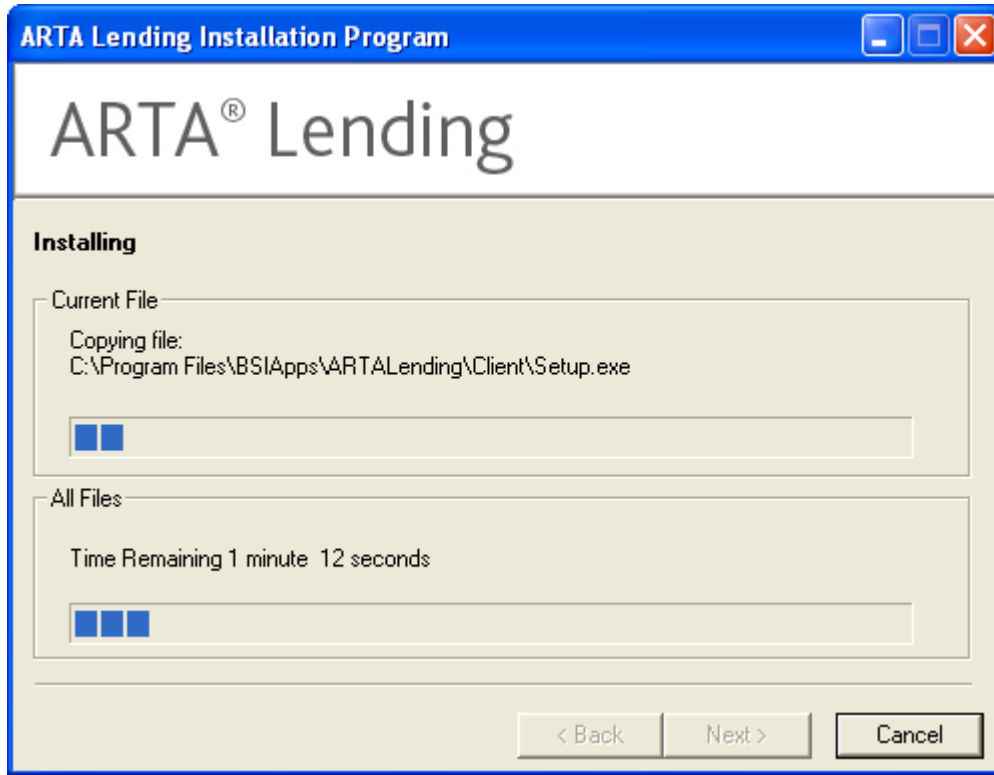 ARTA Lending Installation Program
ARTA® Lending
Installing
Current File
Copying file:
C:\Program Files\BSIApps\ARTALending\Client\Setup.exe
All Files
Time Remaining 1 minute  12 seconds
< Back
Next >
Cancel